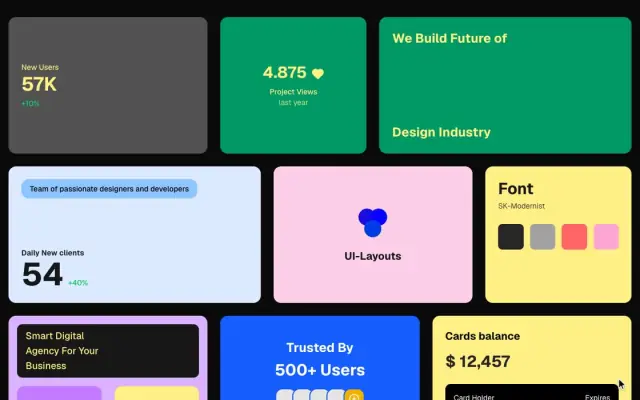 New Users
57K
+10%
4.875
Project Views
last year
We Build Future of
Design Industry
Team of passionate designers and developers
Daily New clients
54 +40%
UI-Layouts
Font
SK-Modernist
Smart Digital
Agency For Your
Business
Trusted By
500+ Users
Cards balance
$ 12,457
Card Holder
Expires